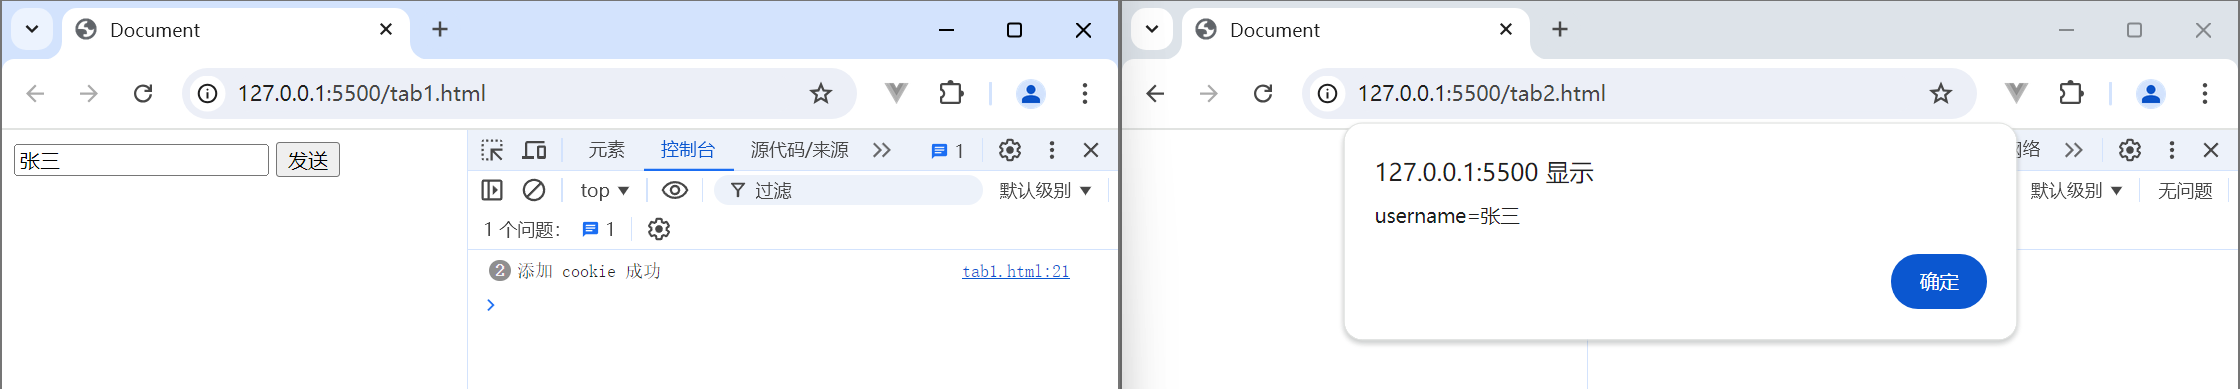 Document
127.0.0.1:5500/tab1.html
张三 发送
元素 控制台 源代码/来源 1
top 过滤 默认级别
1 个问题： 1
2 添加 cookie 成功 tab1.html:21
Document
127.0.0.1:5500/tab2.html
127.0.0.1:5500 显示
username=张三
确定
网络
默认级别 无问题